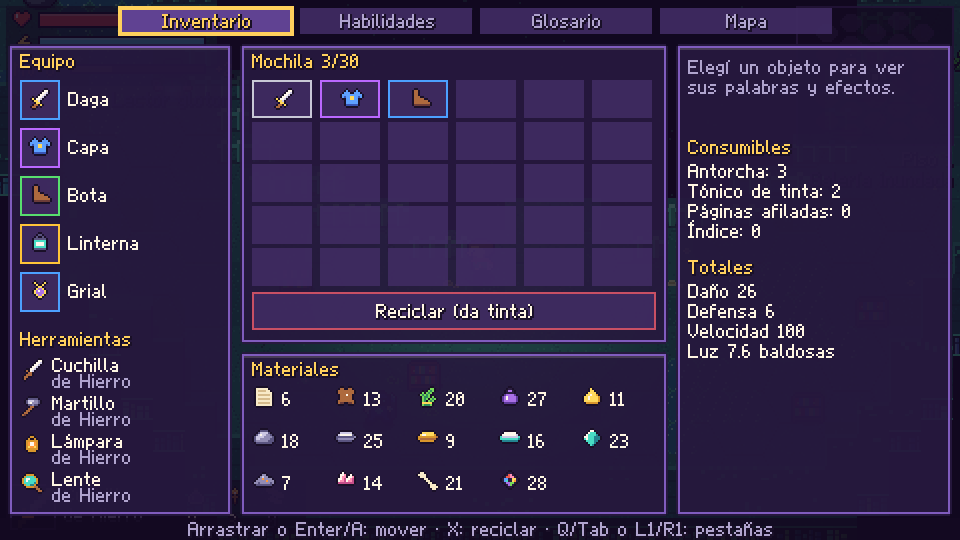 Inventario
Habilidades
Glosario
Mapa
Equipo
Daga
Capa
Bota
Linterna
Grial
Herramientas
Cuchilla
de Hierro
Martillo
de Hierro
Lámpara
de Hierro
Lente
de Hierro
Mochila 3/30
Reciclar (da tinta)
Materiales
6 13 20 27 11
18 25 9 16 23
7 14 21 28
Elegí un objeto para ver
sus palabras y efectos.
Consumibles
Antorcha: 3
Tónico de tinta: 2
Páginas afiladas: 0
Índice: 0
Totales
Daño 26
Defensa 6
Velocidad 100
Luz 7.6 baldosas
Arrastrar o Enter/A: mover · X: reciclar · Q/Tab o L1/R1: pestañas